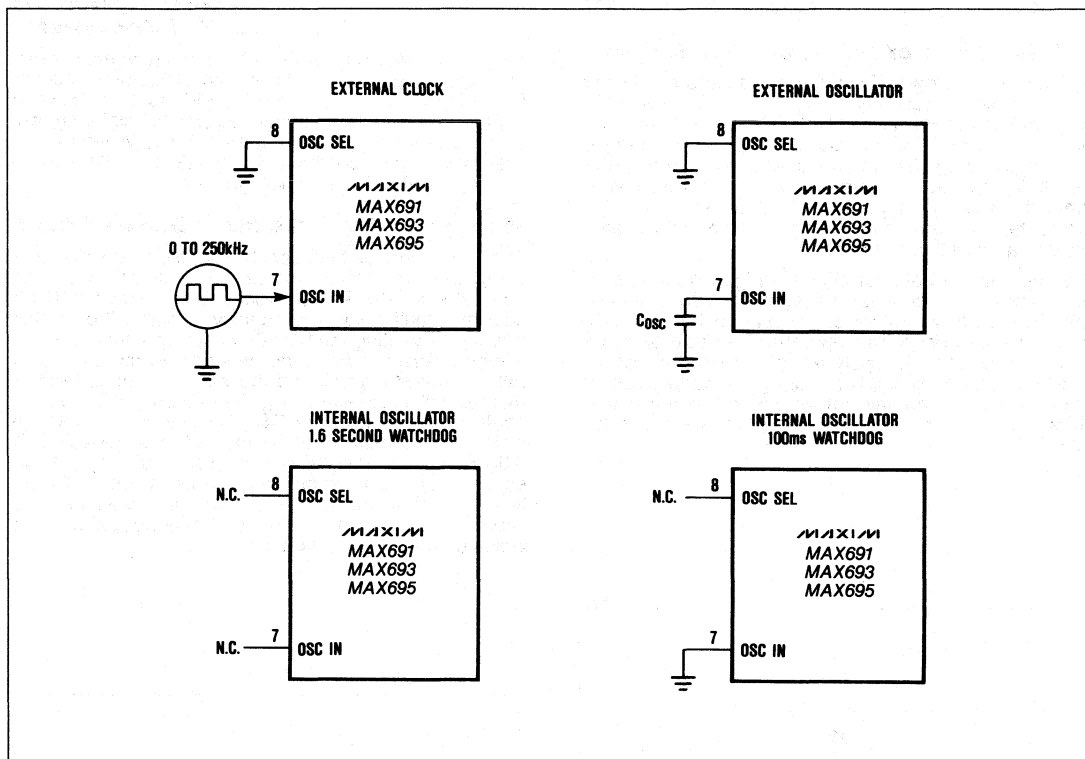 EXTERNAL CLOCK
8
OSC SEL
MAXIM
MAX691
MAX693
MAX695
0 TO 250kHz
7
OSC IN
EXTERNAL OSCILLATOR
8
OSC SEL
MAXIM
MAX691
MAX693
MAX695
7
OSC IN
COSC
INTERNAL OSCILLATOR
1.6 SECOND WATCHDOG
N.C.
8
OSC SEL
MAXIM
MAX691
MAX693
MAX695
N.C.
7
OSC IN
INTERNAL OSCILLATOR
100ms WATCHDOG
N.C.
8
OSC SEL
MAXIM
MAX691
MAX693
MAX695
7
OSC IN